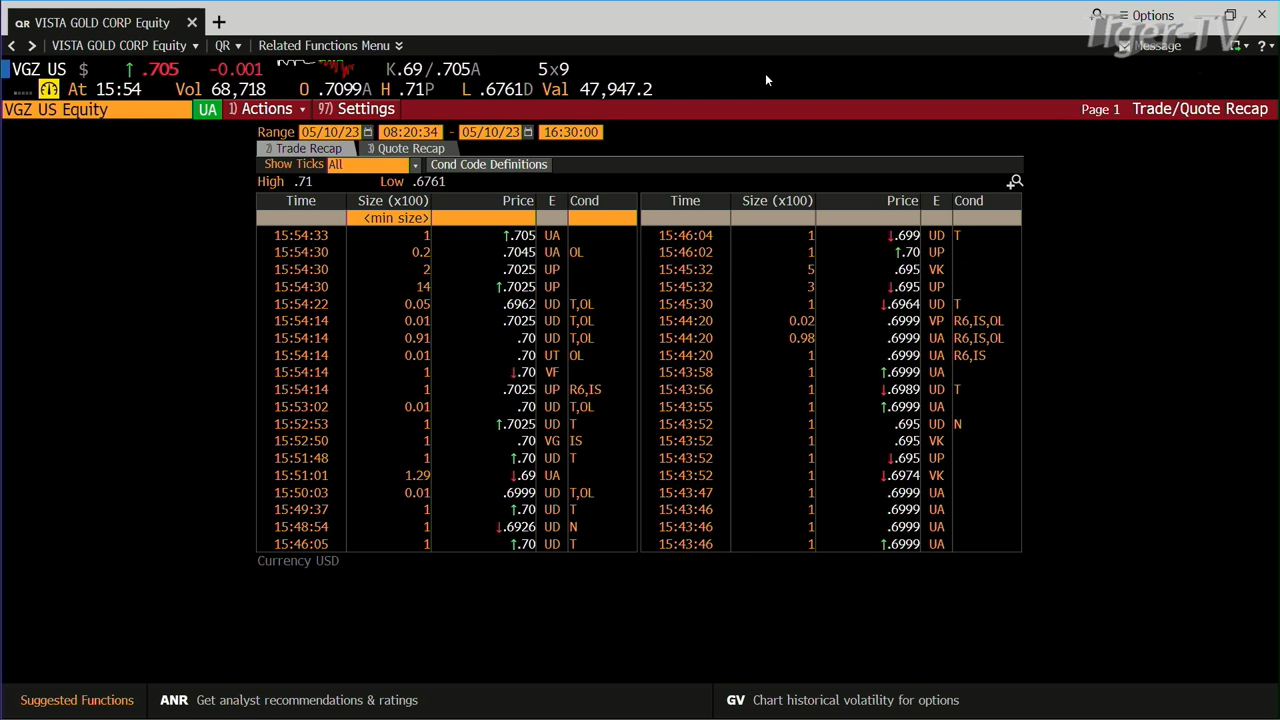 QR VISTA GOLD CORP Equity
Options
VISTA GOLD CORP Equity QR Related Functions Menu
Message
Tiger-TV
VGZ US $ ↑ .705 -0.001 K.69/.705A 5x9
At 15:54 Vol 68,718 O .7099A H .71P L .6761D Val 47,947.2
VGZ US Equity UA 1) Actions 97) Settings Page 1 Trade/Quote Recap
Range 05/10/23 08:20:34 - 05/10/23 16:30:00
2) Trade Recap 3) Quote Recap
Show Ticks All Cond Code Definitions
High .71 Low .6761
Time Size (x100) Price E Cond Time Size (x100) Price E Cond
<min size>
15:54:33 1 ↑.705 UA 15:46:04 1 ↓.699 UD T
15:54:30 0.2 .7045 UA OL 15:46:02 1 ↑.70 UP
15:54:30 2 .7025 UP 15:45:32 5 .695 VK
15:54:30 14 ↑.7025 UP 15:45:32 3 ↓.695 UP
15:54:22 0.05 .6962 UD T,OL 15:45:30 1 ↓.6964 UD T
15:54:14 0.01 .7025 UD T,OL 15:44:20 0.02 .6999 VP R6,IS,OL
15:54:14 0.91 .70 UD T,OL 15:44:20 0.98 .6999 UA R6,IS,OL
15:54:14 0.01 .70 UT OL 15:44:20 1 .6999 UA R6,IS
15:54:14 1 ↓.70 VF 15:43:58 1 ↑.6999 UA
15:54:14 1 .7025 UP R6,IS 15:43:56 1 ↓.6989 UD T
15:53:02 0.01 .70 UD T,OL 15:43:55 1 ↑.6999 UA
15:52:53 1 ↑.7025 UD T 15:43:52 1 .695 UD N
15:52:50 1 .70 VG IS 15:43:52 1 .695 VK
15:51:48 1 ↑.70 UD T 15:43:52 1 ↓.695 UP
15:51:01 1.29 ↓.69 UA 15:43:52 1 ↓.6974 VK
15:50:03 0.01 .6999 UD T,OL 15:43:47 1 .6999 UA
15:49:37 1 ↑.70 UD T 15:43:46 1 .6999 UA
15:48:54 1 ↓.6926 UD N 15:43:46 1 .6999 UA
15:46:05 1 ↑.70 UD T 15:43:46 1 ↑.6999 UA
Currency USD
Suggested Functions ANR Get analyst recommendations & ratings GV Chart historical volatility for options